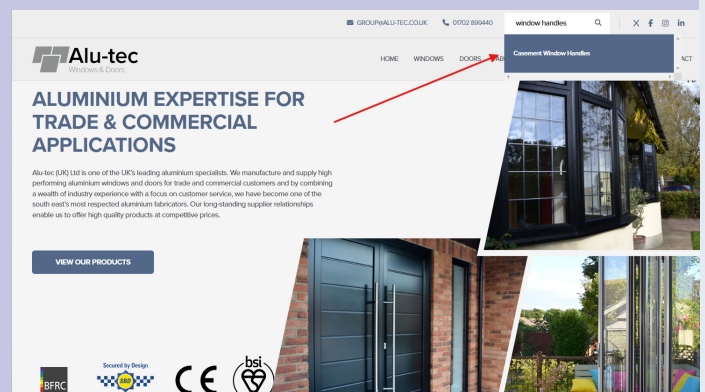 GROUP@ALU-TEC.CO.UK 01702 899440 window handles
Alu-tec
Windows & Doors
HOME WINDOWS DOORS
Casement Window Handles
ALUMINIUM EXPERTISE FOR
TRADE & COMMERCIAL
APPLICATIONS
Alu-tec (UK) Ltd is one of the UK's leading aluminium specialists. We manufacture and supply high
performing aluminium windows and doors for trade and commercial customers and by combining
a wealth of industry experience with a focus on customer service, we have become one of the
south east's most respected aluminium fabricators. Our long-standing supplier relationships
enable us to offer high quality products at competitive prices.
VIEW OUR PRODUCTS
BFRC
Secured by Design
SBD
CE
bsi.